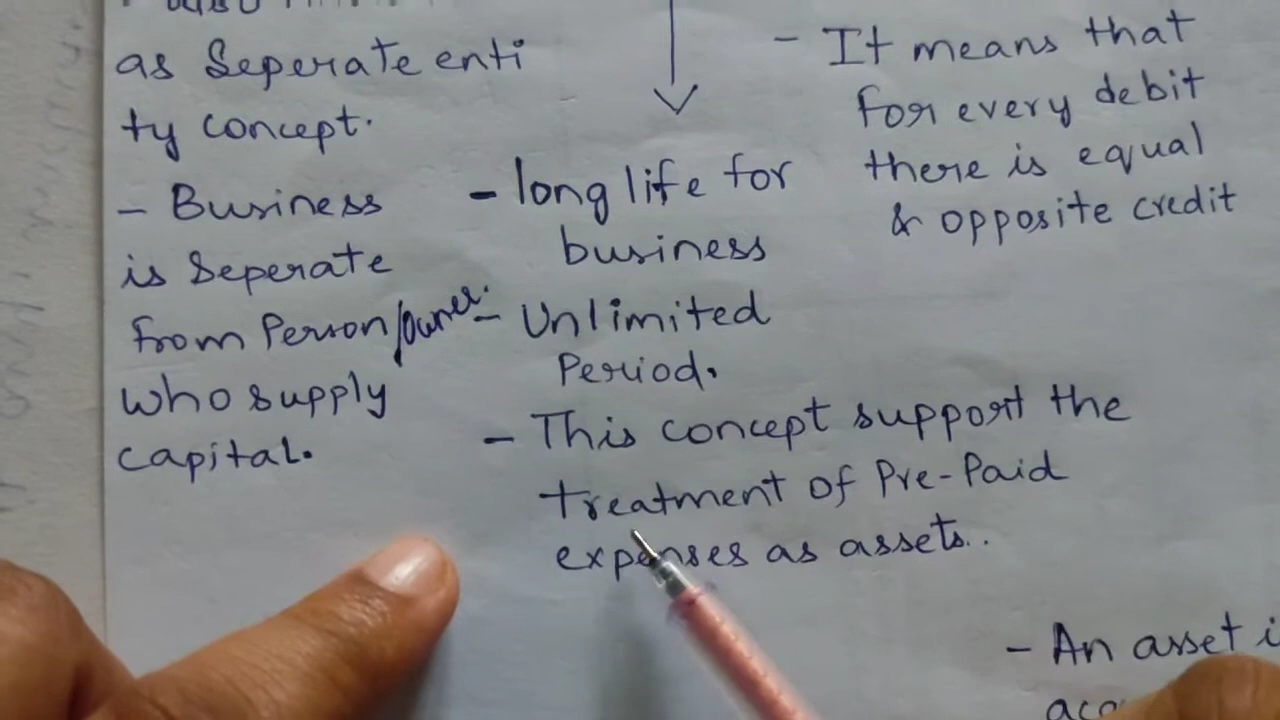 as Seperate enti
ty concept.
- Business
is Seperate
from Person/owner.
who supply
capital.
- long life for
business
- Unlimited
Period.
- This concept support the
treatment of Pre-Paid
expenses as assets..
- It means that
for every debit
there is equal
& opposite credit
- An asset i